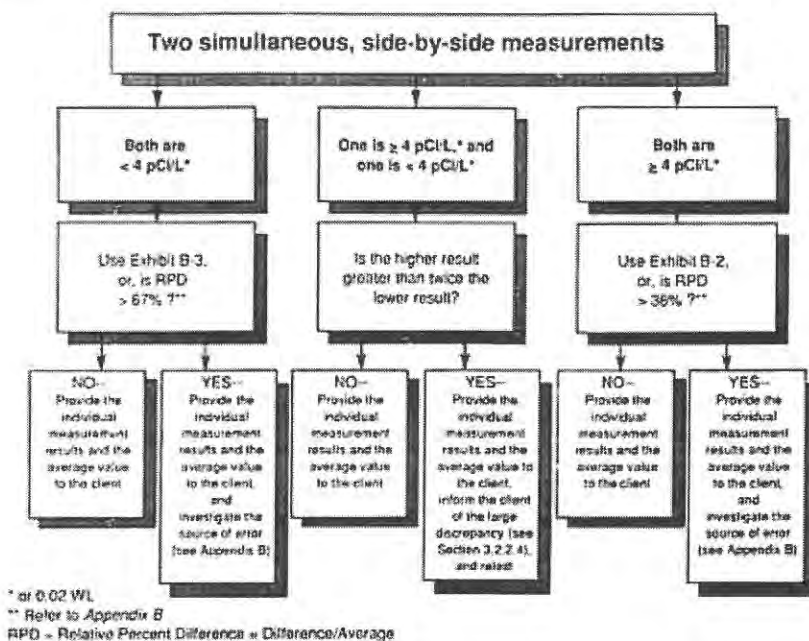 Two simultaneous, side-by-side measurements
Both are
< 4 pCi/L*
One is ≥ 4 pCi/L,* and
one is < 4 pCi/L*
Both are
≥ 4 pCi/L*
Use Exhibit B-3,
or, is RPD
> 67% ?**
Is the higher result
greater than twice the
lower result?
Use Exhibit B-2,
or, is RPD
> 36% ?**
NO--
Provide the
individual
measurement
results and the
average value
to the client
YES--
Provide the
individual
measurement
results and the
average value
to the client,
and
investigate the
source of error
(see Appendix B)
NO--
Provide the
individual
measurement
results and the
average value
to the client
YES--
Provide the
individual
measurement
results and the
average value to
the client,
inform the client
of the large
discrepancy (see
Section 3.2.2.4),
and retest
NO--
Provide the
individual
measurement
results and the
average value
to the client
YES--
Provide the
individual
measurement
results and the
average value
to the client,
and
investigate the
source of error
(see Appendix B)
* or 0.02 WL
** Refer to Appendix B
RPD = Relative Percent Difference = Difference/Average